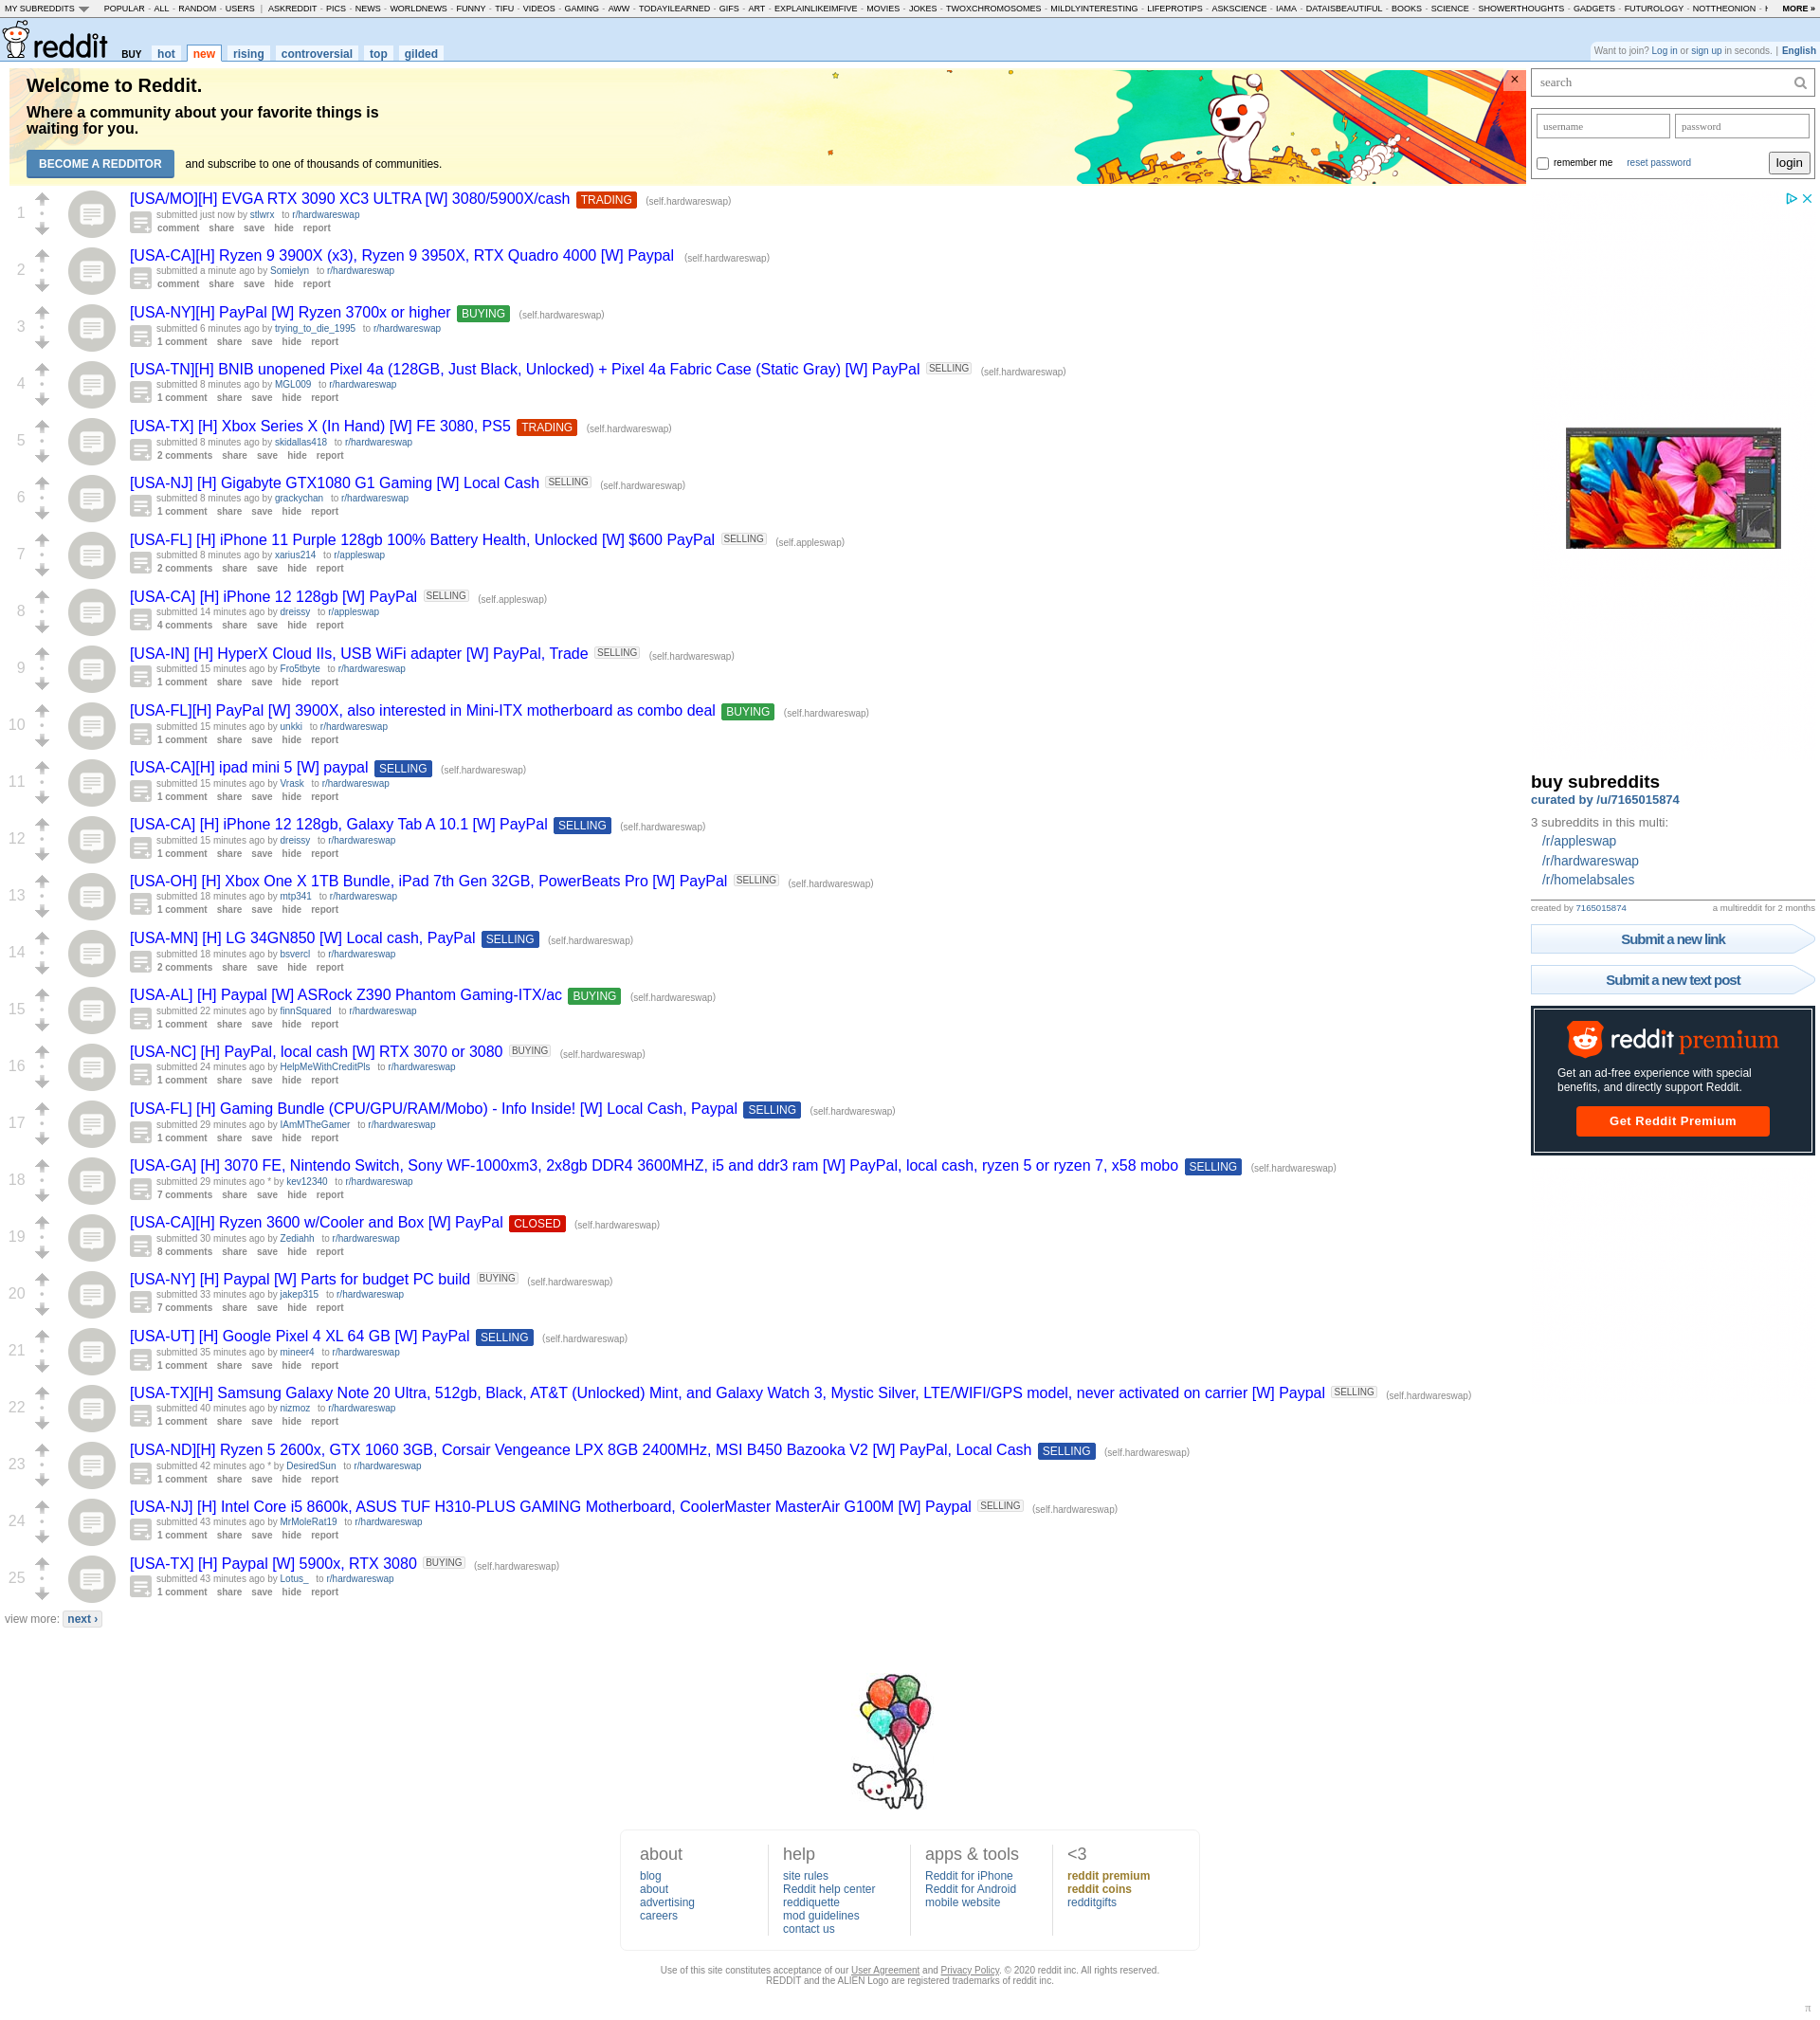 MY SUBREDDITS POPULAR - ALL - RANDOM - USERS | ASKREDDIT - PICS - NEWS - WORLDNEWS - FUNNY - TIFU - VIDEOS - GAMING - AWW - TODAYILEARNED - GIFS - ART - EXPLAINLIKEIMFIVE - MOVIES - JOKES - TWOXCHROMOSOMES - MILDLYINTERESTING - LIFEPROTIPS - ASKSCIENCE - IAMA - DATAISBEAUTIFUL - BOOKS - SCIENCE - SHOWERTHOUGHTS - GADGETS - FUTUROLOGY - NOTTHEONION - MORE »
reddit BUY hot new rising controversial top gilded
Want to join? Log in or sign up in seconds. | English
Welcome to Reddit.
Where a community about your favorite things is
waiting for you.
BECOME A REDDITOR and subscribe to one of thousands of communities.
×
search
username password
remember me reset password login
1 [USA/MO][H] EVGA RTX 3090 XC3 ULTRA [W] 3080/5900X/cash TRADING (self.hardwareswap)
submitted just now by stlwrx to r/hardwareswap
comment share save hide report
2 [USA-CA][H] Ryzen 9 3900X (x3), Ryzen 9 3950X, RTX Quadro 4000 [W] Paypal (self.hardwareswap)
submitted a minute ago by Somielyn to r/hardwareswap
comment share save hide report
3 [USA-NY][H] PayPal [W] Ryzen 3700x or higher BUYING (self.hardwareswap)
submitted 6 minutes ago by trying_to_die_1995 to r/hardwareswap
1 comment share save hide report
4 [USA-TN][H] BNIB unopened Pixel 4a (128GB, Just Black, Unlocked) + Pixel 4a Fabric Case (Static Gray) [W] PayPal SELLING (self.hardwareswap)
submitted 8 minutes ago by MGL009 to r/hardwareswap
1 comment share save hide report
5 [USA-TX] [H] Xbox Series X (In Hand) [W] FE 3080, PS5 TRADING (self.hardwareswap)
submitted 8 minutes ago by skidallas418 to r/hardwareswap
2 comments share save hide report
6 [USA-NJ] [H] Gigabyte GTX1080 G1 Gaming [W] Local Cash SELLING (self.hardwareswap)
submitted 8 minutes ago by grackychan to r/hardwareswap
1 comment share save hide report
7 [USA-FL] [H] iPhone 11 Purple 128gb 100% Battery Health, Unlocked [W] $600 PayPal SELLING (self.appleswap)
submitted 8 minutes ago by xarius214 to r/appleswap
2 comments share save hide report
8 [USA-CA] [H] iPhone 12 128gb [W] PayPal SELLING (self.appleswap)
submitted 14 minutes ago by dreissy to r/appleswap
4 comments share save hide report
9 [USA-IN] [H] HyperX Cloud IIs, USB WiFi adapter [W] PayPal, Trade SELLING (self.hardwareswap)
submitted 15 minutes ago by Fro5tbyte to r/hardwareswap
1 comment share save hide report
10 [USA-FL][H] PayPal [W] 3900X, also interested in Mini-ITX motherboard as combo deal BUYING (self.hardwareswap)
submitted 15 minutes ago by unkki to r/hardwareswap
1 comment share save hide report
11 [USA-CA][H] ipad mini 5 [W] paypal SELLING (self.hardwareswap)
submitted 15 minutes ago by Vrask to r/hardwareswap
1 comment share save hide report
12 [USA-CA] [H] iPhone 12 128gb, Galaxy Tab A 10.1 [W] PayPal SELLING (self.hardwareswap)
submitted 15 minutes ago by dreissy to r/hardwareswap
1 comment share save hide report
13 [USA-OH] [H] Xbox One X 1TB Bundle, iPad 7th Gen 32GB, PowerBeats Pro [W] PayPal SELLING (self.hardwareswap)
submitted 18 minutes ago by mtp341 to r/hardwareswap
1 comment share save hide report
14 [USA-MN] [H] LG 34GN850 [W] Local cash, PayPal SELLING (self.hardwareswap)
submitted 18 minutes ago by bsvercl to r/hardwareswap
2 comments share save hide report
15 [USA-AL] [H] Paypal [W] ASRock Z390 Phantom Gaming-ITX/ac BUYING (self.hardwareswap)
submitted 22 minutes ago by finnSquared to r/hardwareswap
1 comment share save hide report
16 [USA-NC] [H] PayPal, local cash [W] RTX 3070 or 3080 BUYING (self.hardwareswap)
submitted 24 minutes ago by HelpMeWithCreditPls to r/hardwareswap
1 comment share save hide report
17 [USA-FL] [H] Gaming Bundle (CPU/GPU/RAM/Mobo) - Info Inside! [W] Local Cash, Paypal SELLING (self.hardwareswap)
submitted 29 minutes ago by IAmMTheGamer to r/hardwareswap
1 comment share save hide report
18 [USA-GA] [H] 3070 FE, Nintendo Switch, Sony WF-1000xm3, 2x8gb DDR4 3600MHZ, i5 and ddr3 ram [W] PayPal, local cash, ryzen 5 or ryzen 7, x58 mobo SELLING (self.hardwareswap)
submitted 29 minutes ago * by kev12340 to r/hardwareswap
7 comments share save hide report
19 [USA-CA][H] Ryzen 3600 w/Cooler and Box [W] PayPal CLOSED (self.hardwareswap)
submitted 30 minutes ago by Zediahh to r/hardwareswap
8 comments share save hide report
20 [USA-NY] [H] Paypal [W] Parts for budget PC build BUYING (self.hardwareswap)
submitted 33 minutes ago by jakep315 to r/hardwareswap
7 comments share save hide report
21 [USA-UT] [H] Google Pixel 4 XL 64 GB [W] PayPal SELLING (self.hardwareswap)
submitted 35 minutes ago by mineer4 to r/hardwareswap
1 comment share save hide report
22 [USA-TX][H] Samsung Galaxy Note 20 Ultra, 512gb, Black, AT&T (Unlocked) Mint, and Galaxy Watch 3, Mystic Silver, LTE/WIFI/GPS model, never activated on carrier [W] Paypal SELLING (self.hardwareswap)
submitted 40 minutes ago by nizmoz to r/hardwareswap
1 comment share save hide report
23 [USA-ND][H] Ryzen 5 2600x, GTX 1060 3GB, Corsair Vengeance LPX 8GB 2400MHz, MSI B450 Bazooka V2 [W] PayPal, Local Cash SELLING (self.hardwareswap)
submitted 42 minutes ago * by DesiredSun to r/hardwareswap
1 comment share save hide report
24 [USA-NJ] [H] Intel Core i5 8600k, ASUS TUF H310-PLUS GAMING Motherboard, CoolerMaster MasterAir G100M [W] Paypal SELLING (self.hardwareswap)
submitted 43 minutes ago by MrMoleRat19 to r/hardwareswap
1 comment share save hide report
25 [USA-TX] [H] Paypal [W] 5900x, RTX 3080 BUYING (self.hardwareswap)
submitted 43 minutes ago by Lotus_ to r/hardwareswap
1 comment share save hide report
view more: next ›
buy subreddits
curated by /u/7165015874
3 subreddits in this multi:
/r/appleswap
/r/hardwareswap
/r/homelabsales
created by 7165015874 a multireddit for 2 months
Submit a new link
Submit a new text post
reddit premium
Get an ad-free experience with special
benefits, and directly support Reddit.
Get Reddit Premium
about
blog
about
advertising
careers
help
site rules
Reddit help center
reddiquette
mod guidelines
contact us
apps & tools
Reddit for iPhone
Reddit for Android
mobile website
<3
reddit premium
reddit coins
redditgifts
Use of this site constitutes acceptance of our User Agreement and Privacy Policy. © 2020 reddit inc. All rights reserved.
REDDIT and the ALIEN Logo are registered trademarks of reddit inc.
π